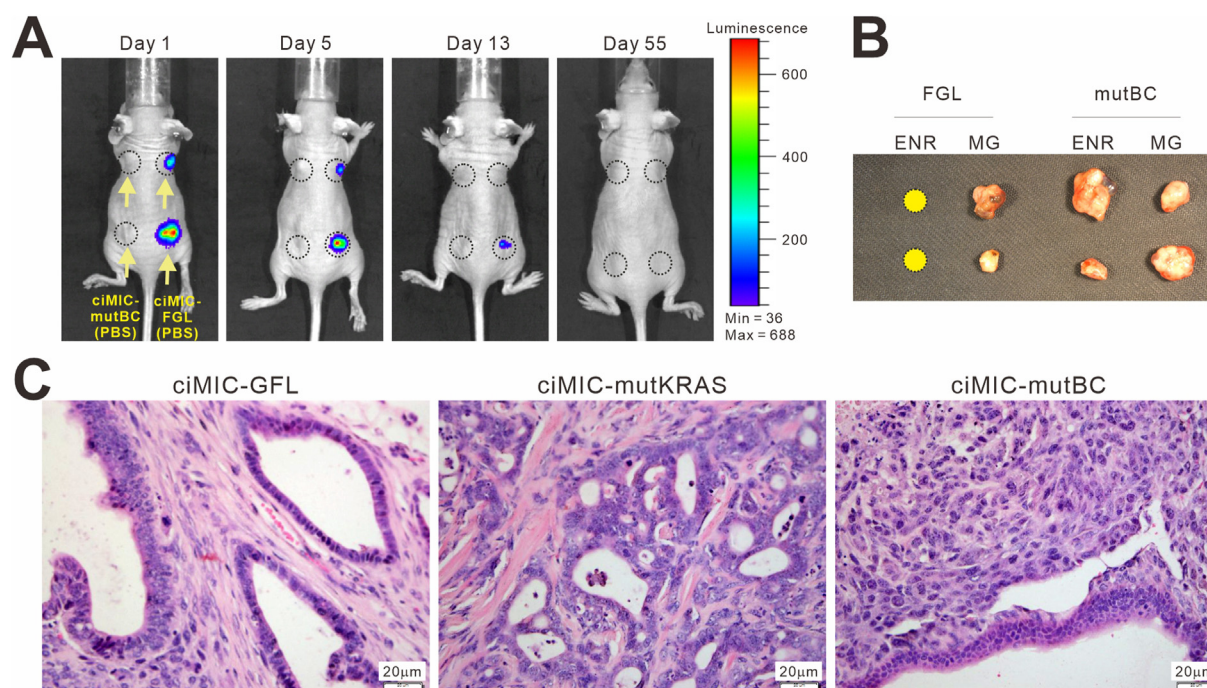 A
Day 1
Day 5
Day 13
Day 55
Luminescence
600
400
200
Min = 36
Max = 688
ciMIC-
mutBC
(PBS)
ciMIC-
FGL
(PBS)
B
FGL
mutBC
ENR
MG
ENR
MG
C
ciMIC-GFL
ciMIC-mutKRAS
ciMIC-mutBC
20μm
20μm
20μm